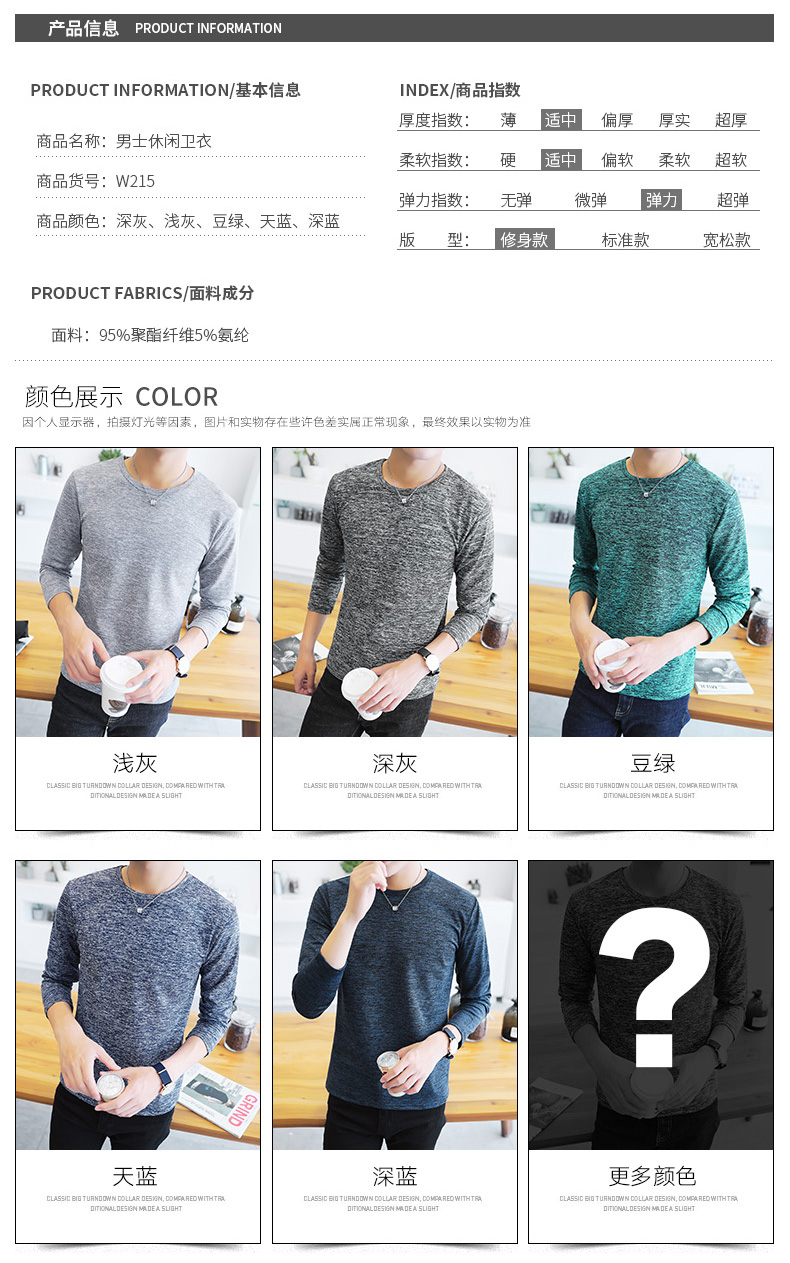 产品信息 PRODUCT INFORMATION
PRODUCT INFORMATION/基本信息
商品名称：男士休闲卫衣
商品货号：W215
商品颜色：深灰、浅灰、豆绿、天蓝、深蓝
INDEX/商品指数
厚度指数： 薄 适中 偏厚 厚实 超厚
柔软指数： 硬 适中 偏软 柔软 超软
弹力指数： 无弹 微弹 弹力 超弹
版 型： 修身款 标准款 宽松款
PRODUCT FABRICS/面料成分
面料：95%聚酯纤维5%氨纶
颜色展示 COLOR
因个人显示器，拍摄灯光等因素，图片和实物存在些许色差实属正常现象，最终效果以实物为准
浅灰
CLASSIC BIG TURNDOWN COLLAR DESIGN, COMPARED WITH TRA
DITIONAL DESIGN MADE A SLIGHT
深灰
CLASSIC BIG TURNDOWN COLLAR DESIGN, COMPARED WITH TRA
DITIONAL DESIGN MADE A SLIGHT
豆绿
CLASSIC BIG TURNDOWN COLLAR DESIGN, COMPARED WITH TRA
DITIONAL DESIGN MADE A SLIGHT
GRIND
天蓝
CLASSIC BIG TURNDOWN COLLAR DESIGN, COMPARED WITH TRA
DITIONAL DESIGN MADE A SLIGHT
深蓝
CLASSIC BIG TURNDOWN COLLAR DESIGN, COMPARED WITH TRA
DITIONAL DESIGN MADE A SLIGHT
?
更多颜色
CLASSIC BIG TURNDOWN COLLAR DESIGN, COMPARED WITH TRA
DITIONAL DESIGN MADE A SLIGHT